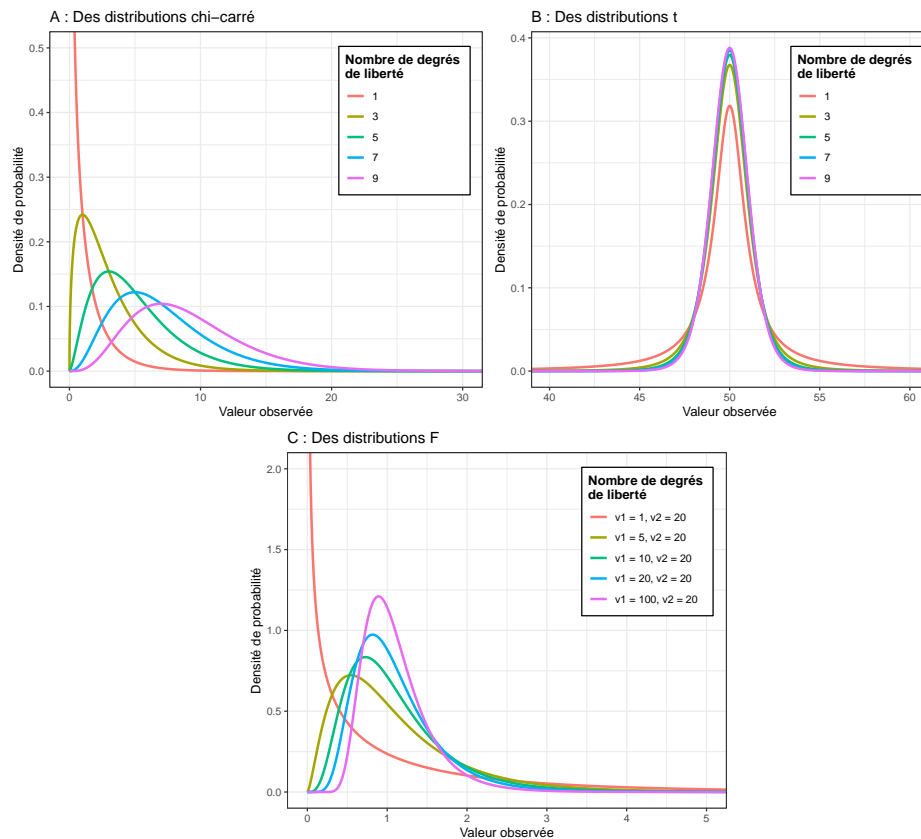 A : Des distributions chi−carré
Densité de probabilité
0.5
0.4
0.3
0.2
0.1
0.0
0 10 20 30
Valeur observée
Nombre de degrés
de liberté
1
3
5
7
9
B : Des distributions t
Densité de probabilité
0.4
0.3
0.2
0.1
0.0
40 45 50 55 60
Valeur observée
Nombre de degrés
de liberté
1
3
5
7
9
C : Des distributions F
Densité de probabilité
2.0
1.5
1.0
0.5
0.0
0 1 2 3 4 5
Valeur observée
Nombre de degrés
de liberté
v1 = 1, v2 = 20
v1 = 5, v2 = 20
v1 = 10, v2 = 20
v1 = 20, v2 = 20
v1 = 100, v2 = 20